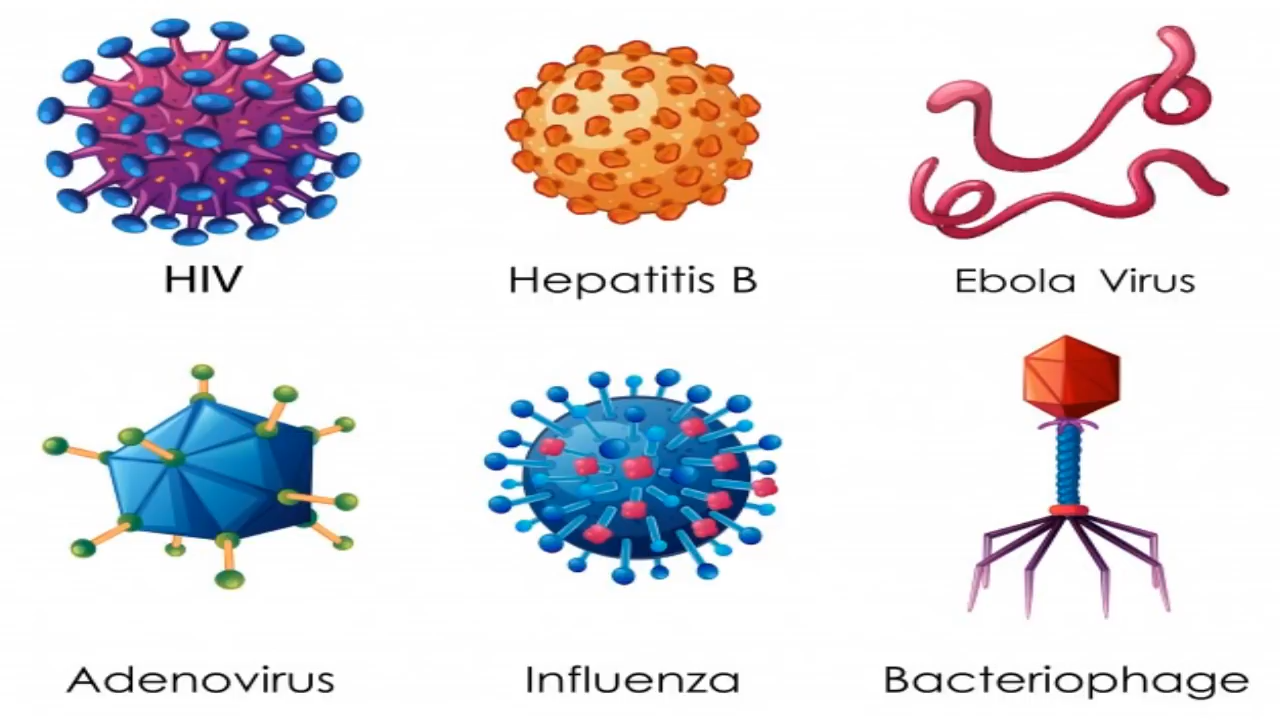 HIV
Hepatitis B
Ebola Virus
Adenovirus
Influenza
Bacteriophage